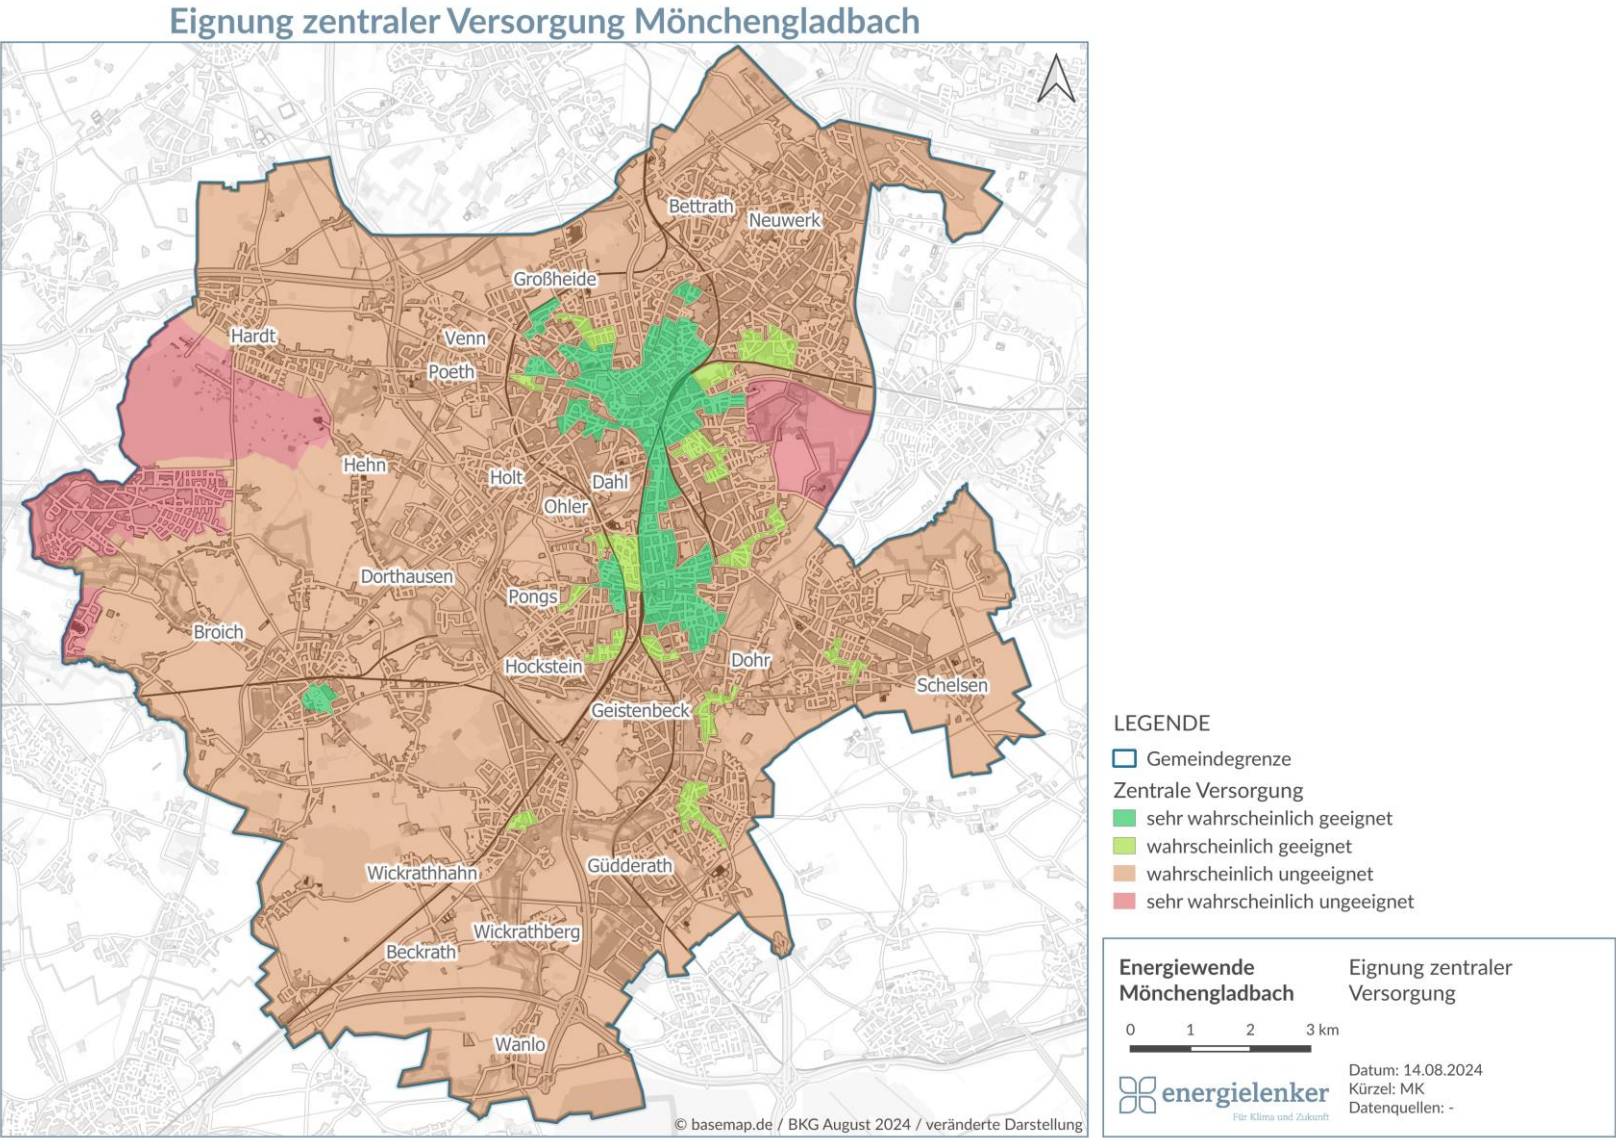 Eignung zentraler Versorgung Mönchengladbach
Bettrath
Neuwerk
Großheide
Hardt
Venn
Poeth
Hehn
Holt
Dahl
Ohler
Dorthausen
Pongs
Broich
Hockstein
Dohr
Schelsen
Geistenbeck
Wickrathhahn
Güdderath
Wickrathberg
Beckrath
Wanlo
© basemap.de / BKG August 2024 / veränderte Darstellung
LEGENDE
Gemeindegrenze
Zentrale Versorgung
sehr wahrscheinlich geeignet
wahrscheinlich geeignet
wahrscheinlich ungeeignet
sehr wahrscheinlich ungeeignet
Energiewende
Mönchengladbach
Eignung zentraler
Versorgung
0 1 2 3 km
energielenker
Für Klima und Zukunft
Datum: 14.08.2024
Kürzel: MK
Datenquellen: -